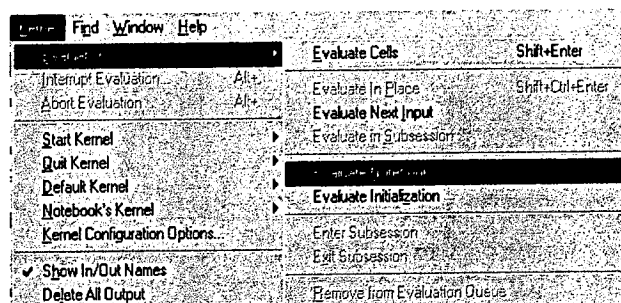 Find Window Help
Interrupt Evaluation... Alt+
Abort Evaluation Alt+
Start Kernel
Quit Kernel
Default Kernel
Notebook's Kernel
Kernel Configuration Options...
✔ Show In/Out Names
Delete All Output
Evaluate Cells Shift+Enter
Evaluate In Place Shift+Ctrl+Enter
Evaluate Next Input
Evaluate in Subsession
Evaluate Notebook
Evaluate Initialization
Enter Subsession
Exit Subsession
Remove from Evaluation Queue